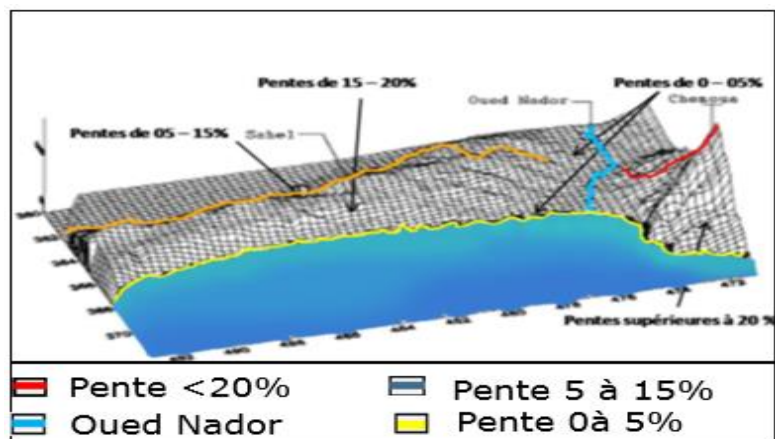 Pentes de 15 – 20%
Pentes de 0 – 05%
Oued Nador
Chenoua
Pentes de 05 – 15%
Sahel
Pentes supérieures à 20 %
Pente <20%
Pente 5 à 15%
Oued Nador
Pente 0à 5%